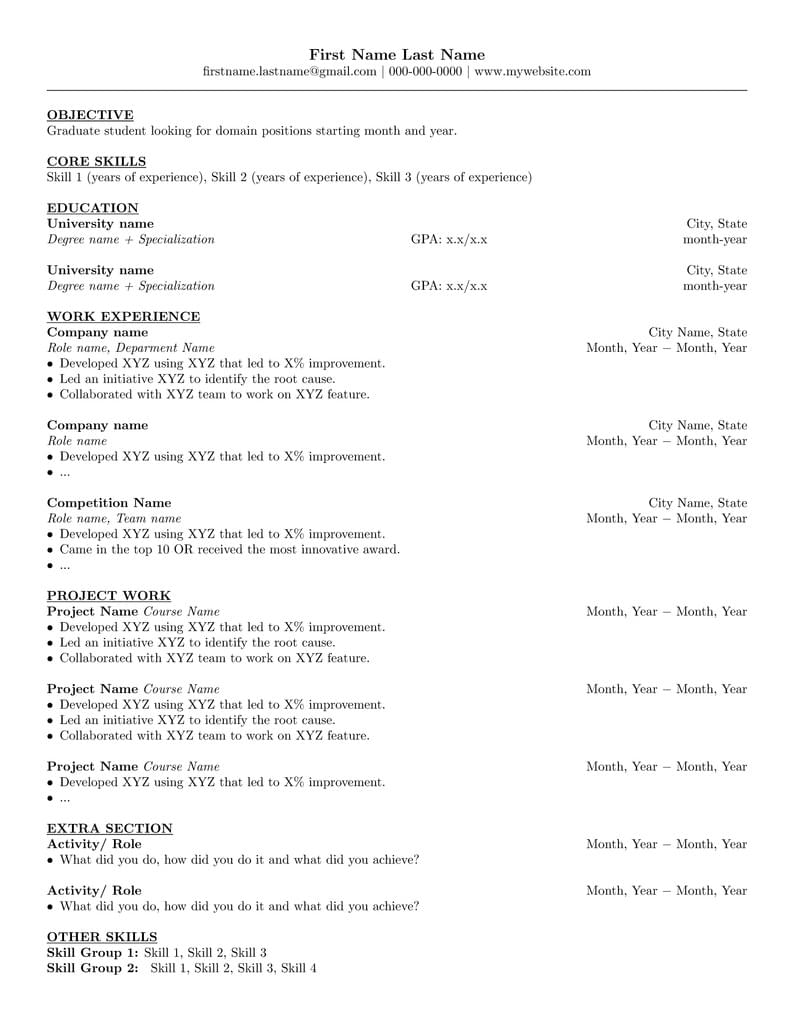 First Name Last Name
firstname.lastname@gmail.com | 000-000-0000 | www.mywebsite.com
OBJECTIVE
Graduate student looking for domain positions starting month and year.
CORE SKILLS
Skill 1 (years of experience), Skill 2 (years of experience), Skill 3 (years of experience)
EDUCATION
University name City, State
Degree name + Specialization GPA: x.x/x.x month-year
University name City, State
Degree name + Specialization GPA: x.x/x.x month-year
WORK EXPERIENCE
Company name City Name, State
Role name, Deparment Name Month, Year − Month, Year
• Developed XYZ using XYZ that led to X% improvement.
• Led an initiative XYZ to identify the root cause.
• Collaborated with XYZ team to work on XYZ feature.
Company name City Name, State
Role name Month, Year − Month, Year
• Developed XYZ using XYZ that led to X% improvement.
• ...
Competition Name City Name, State
Role name, Team name Month, Year − Month, Year
• Developed XYZ using XYZ that led to X% improvement.
• Came in the top 10 OR received the most innovative award.
• ...
PROJECT WORK
Project Name Course Name Month, Year − Month, Year
• Developed XYZ using XYZ that led to X% improvement.
• Led an initiative XYZ to identify the root cause.
• Collaborated with XYZ team to work on XYZ feature.
Project Name Course Name Month, Year − Month, Year
• Developed XYZ using XYZ that led to X% improvement.
• Led an initiative XYZ to identify the root cause.
• Collaborated with XYZ team to work on XYZ feature.
Project Name Course Name Month, Year − Month, Year
• Developed XYZ using XYZ that led to X% improvement.
• ...
EXTRA SECTION
Activity/ Role Month, Year − Month, Year
• What did you do, how did you do it and what did you achieve?
Activity/ Role Month, Year − Month, Year
• What did you do, how did you do it and what did you achieve?
OTHER SKILLS
Skill Group 1: Skill 1, Skill 2, Skill 3
Skill Group 2: Skill 1, Skill 2, Skill 3, Skill 4